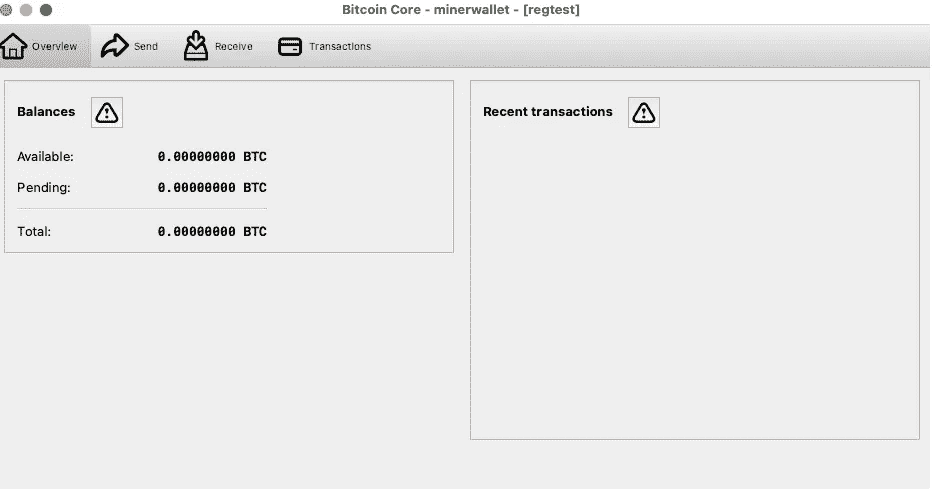 Bitcoin Core - minerwallet - [regtest]
Overview Send Receive Transactions
Balances
Available: 0.00000000 BTC
Pending: 0.00000000 BTC
Total: 0.00000000 BTC
Recent transactions